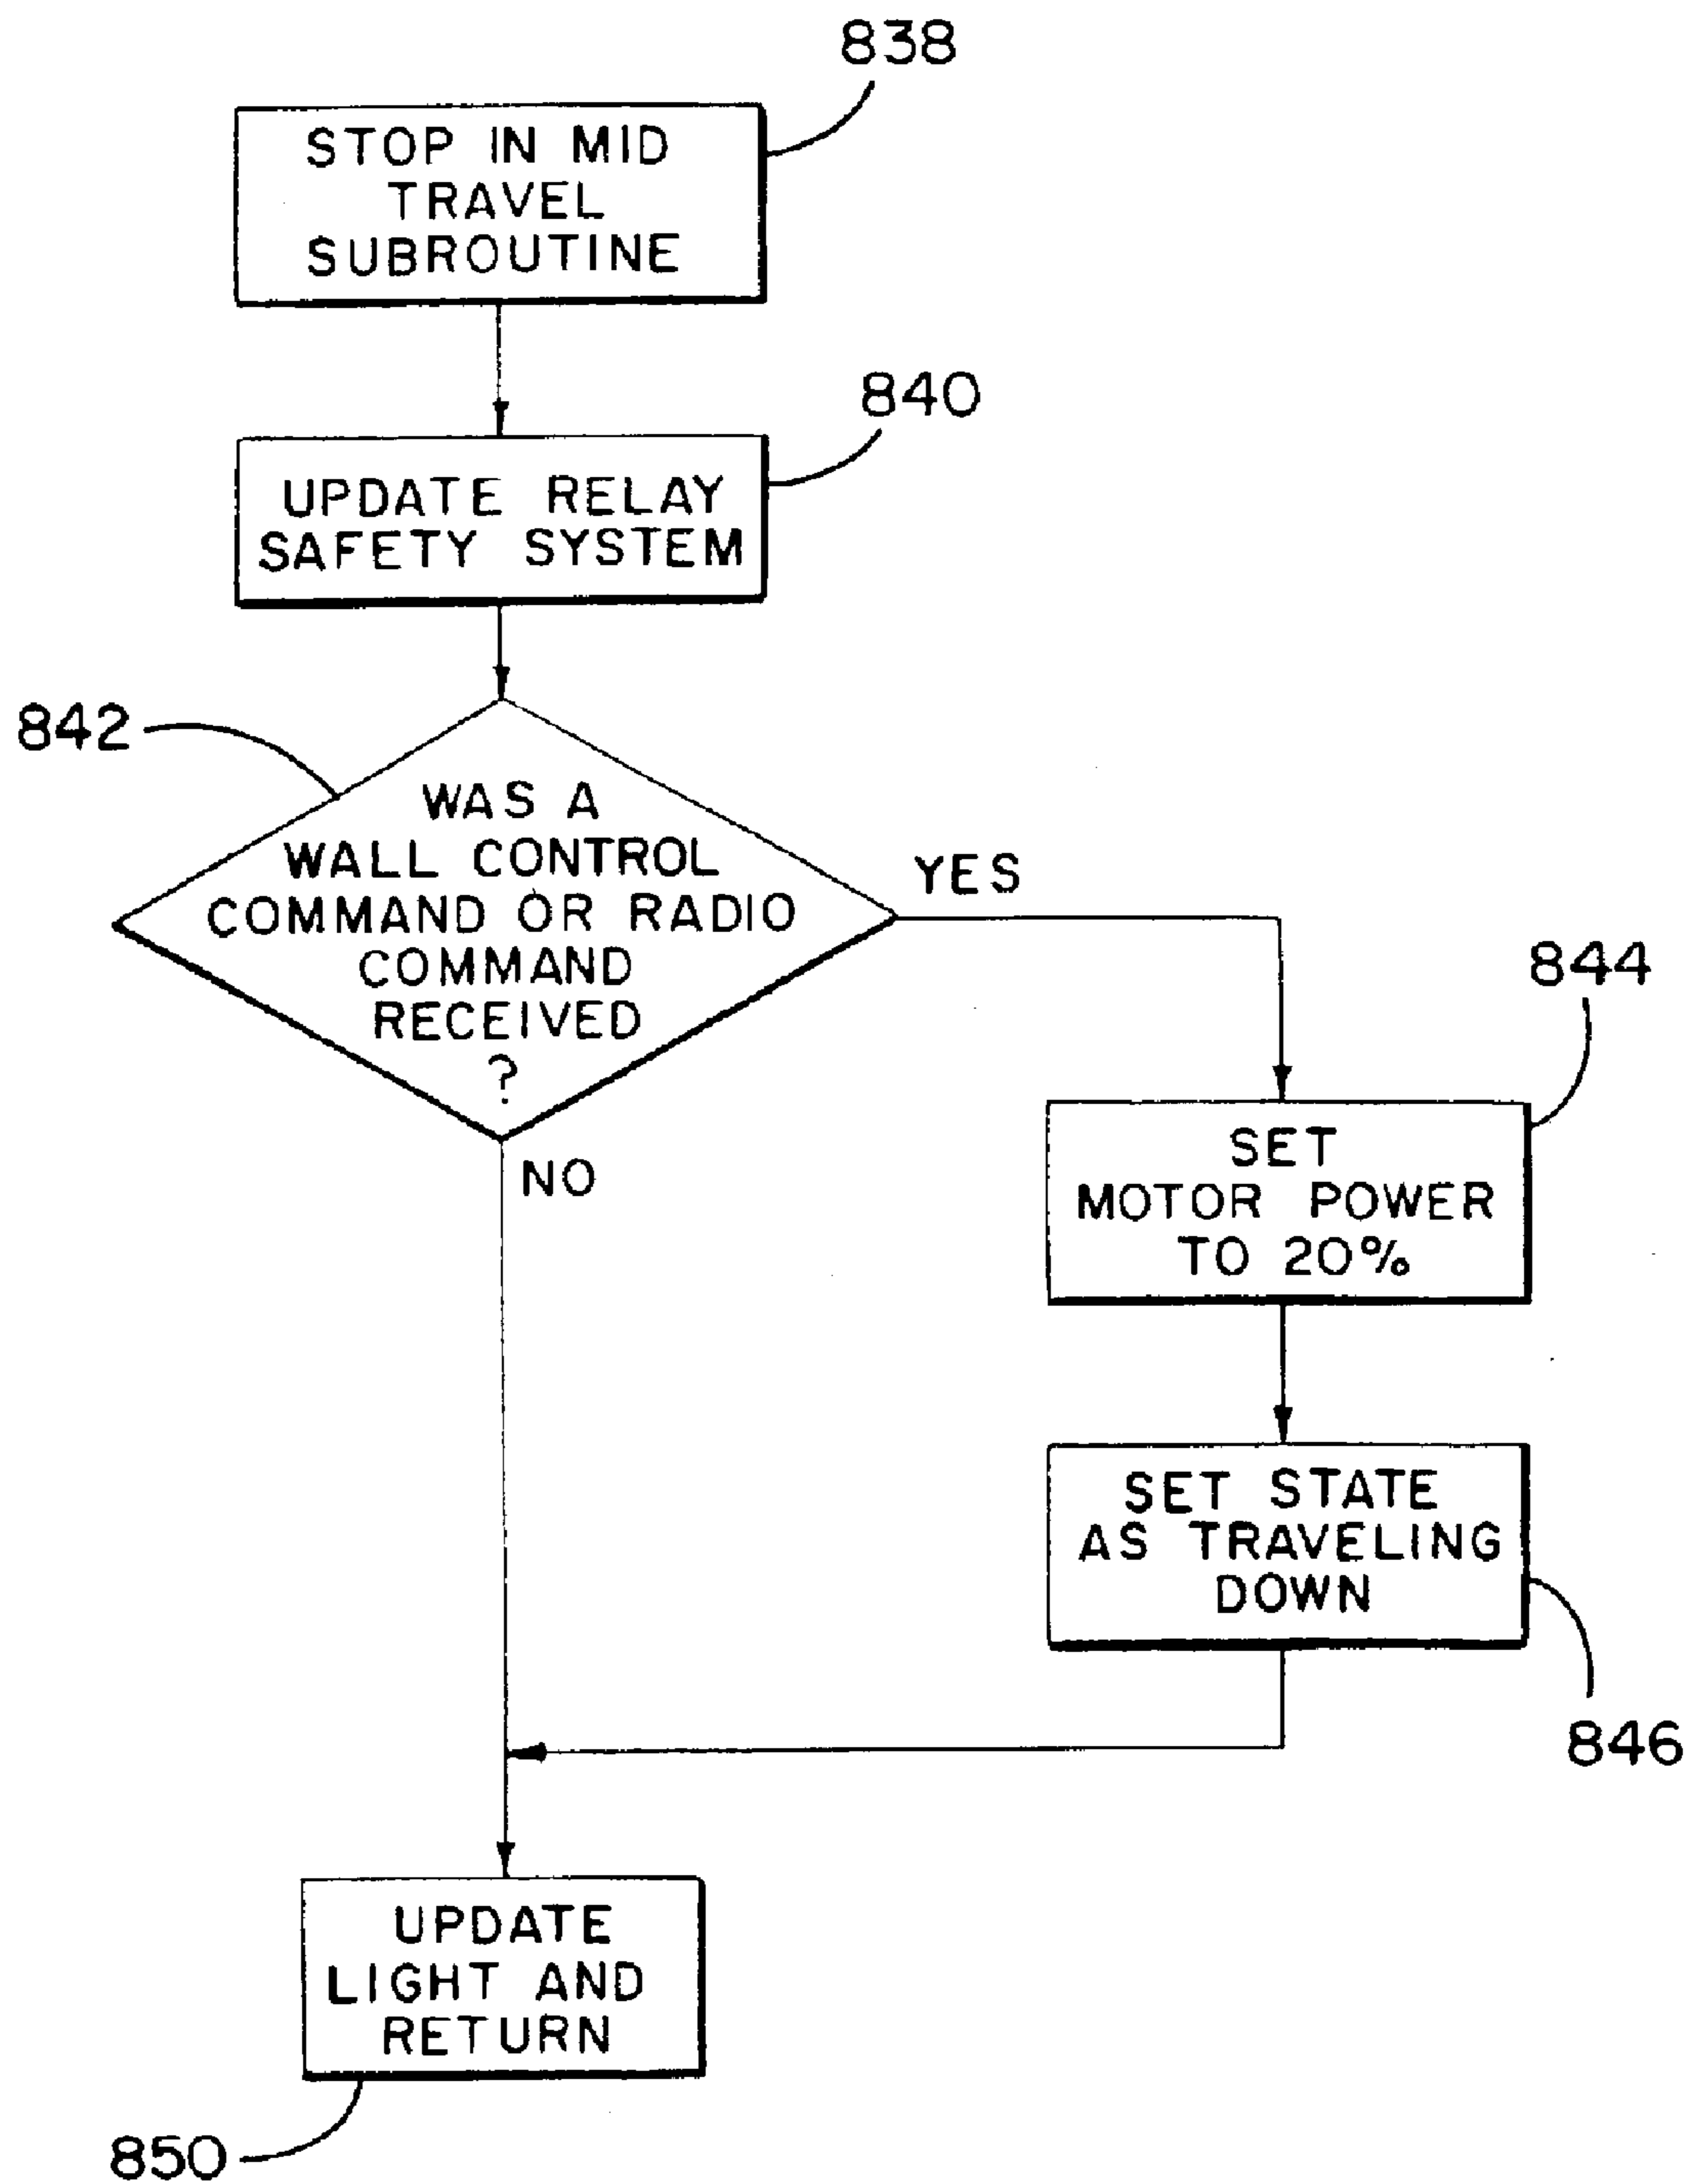 838
STOP IN MID
TRAVEL
SUBROUTINE
840
UPDATE RELAY
SAFETY SYSTEM
842
WAS A
WALL CONTROL
COMMAND OR RADIO
COMMAND
RECEIVED
?
YES
NO
844
SET
MOTOR POWER
TO 20%
SET STATE
AS TRAVELING
DOWN
846
UPDATE
LIGHT AND
RETURN
850